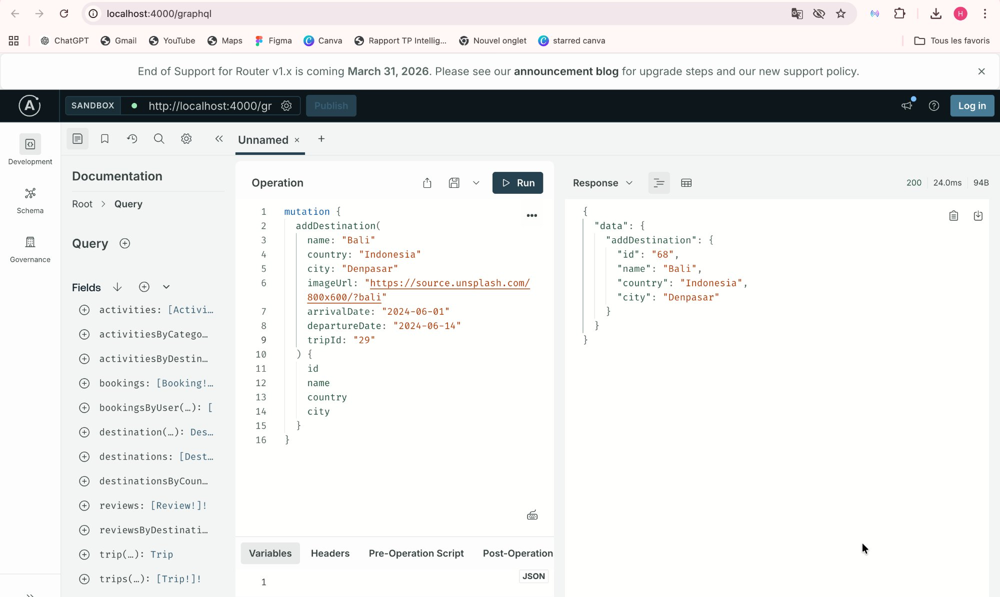 localhost:4000/graphql
H
ChatGPT Gmail YouTube Maps Figma Canva Rapport TP Intellig... Nouvel onglet starred canva Tous les favoris
End of Support for Router v1.x is coming March 31, 2026. Please see our announcement blog for upgrade steps and our new support policy.
SANDBOX http://localhost:4000/gr Publish Log in
Development
Schema
Governance
Unnamed
Documentation
Root > Query
Query
Fields
activities: [Activi…
activitiesByCatego…
activitiesByDestin…
bookings: [Booking!…
bookingsByUser(…): [
destination(…): Des…
destinations: [Dest…
destinationsByCoun…
reviews: [Review!]!
reviewsByDestinati…
trip(…): Trip
trips(…): [Trip!]!
Operation Run
1 mutation {
2 addDestination(
3 name: "Bali"
4 country: "Indonesia"
5 city: "Denpasar"
6 imageUrl: "https://source.unsplash.com/
800x600/?bali"
7 arrivalDate: "2024-06-01"
8 departureDate: "2024-06-14"
9 tripId: "29"
10 ) {
11 id
12 name
13 country
14 city
15 }
16 }
Variables Headers Pre-Operation Script Post-Operation
JSON
1
Response 200 24.0ms 94B
{
"data": {
"addDestination": {
"id": "68",
"name": "Bali",
"country": "Indonesia",
"city": "Denpasar"
}
}
}